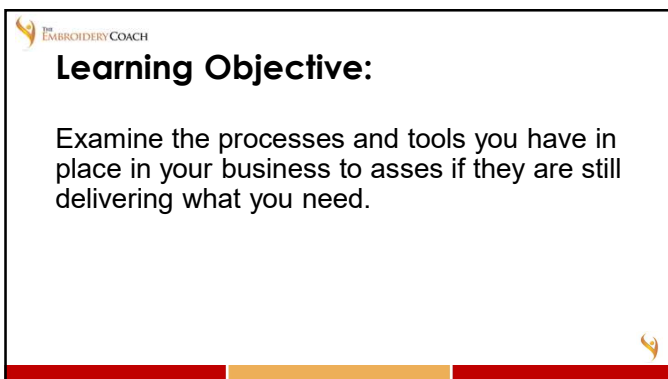 THE
EMBROIDERY COACH
Learning Objective:
Examine the processes and tools you have in
place in your business to asses if they are still
delivering what you need.